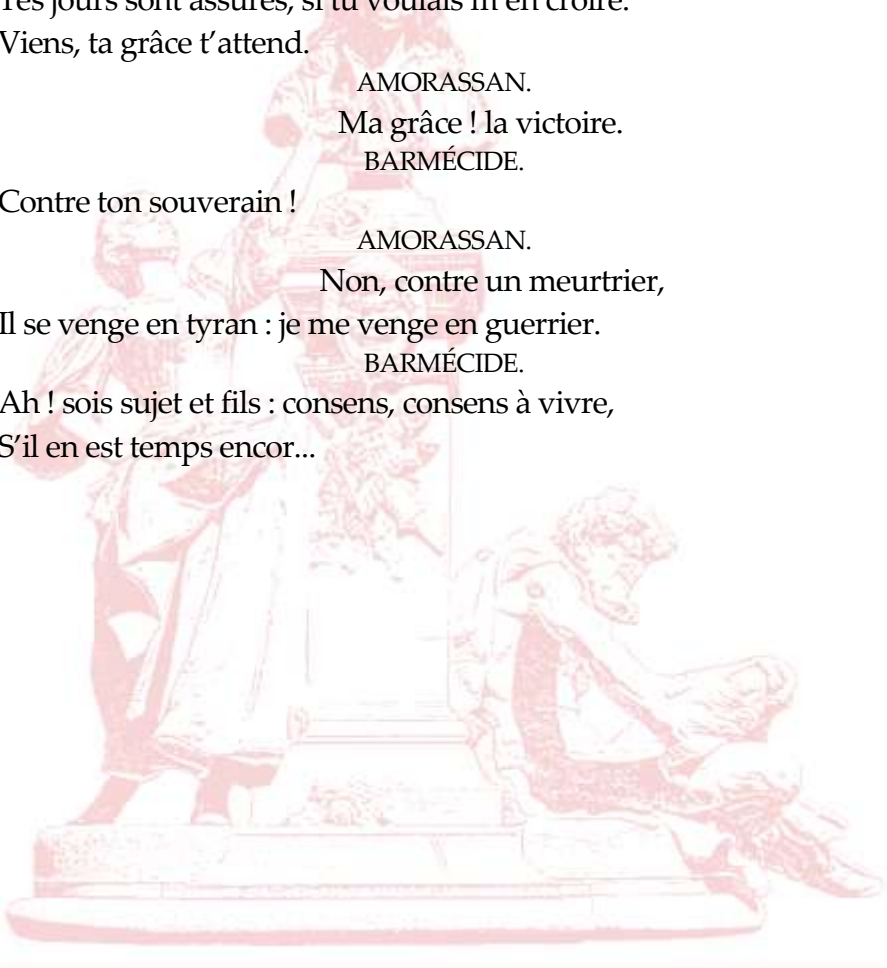 Tes jours sont assurés, si tu voulais m'en croire.
Viens, ta grâce t'attend.
AMORASSAN.
Ma grâce ! la victoire.
BARMÉCIDE.
Contre ton souverain !
AMORASSAN.
Non, contre un meurtrier,
Il se venge en tyran : je me venge en guerrier.
BARMÉCIDE.
Ah ! sois sujet et fils : consens, consens à vivre,
S'il en est temps encor...